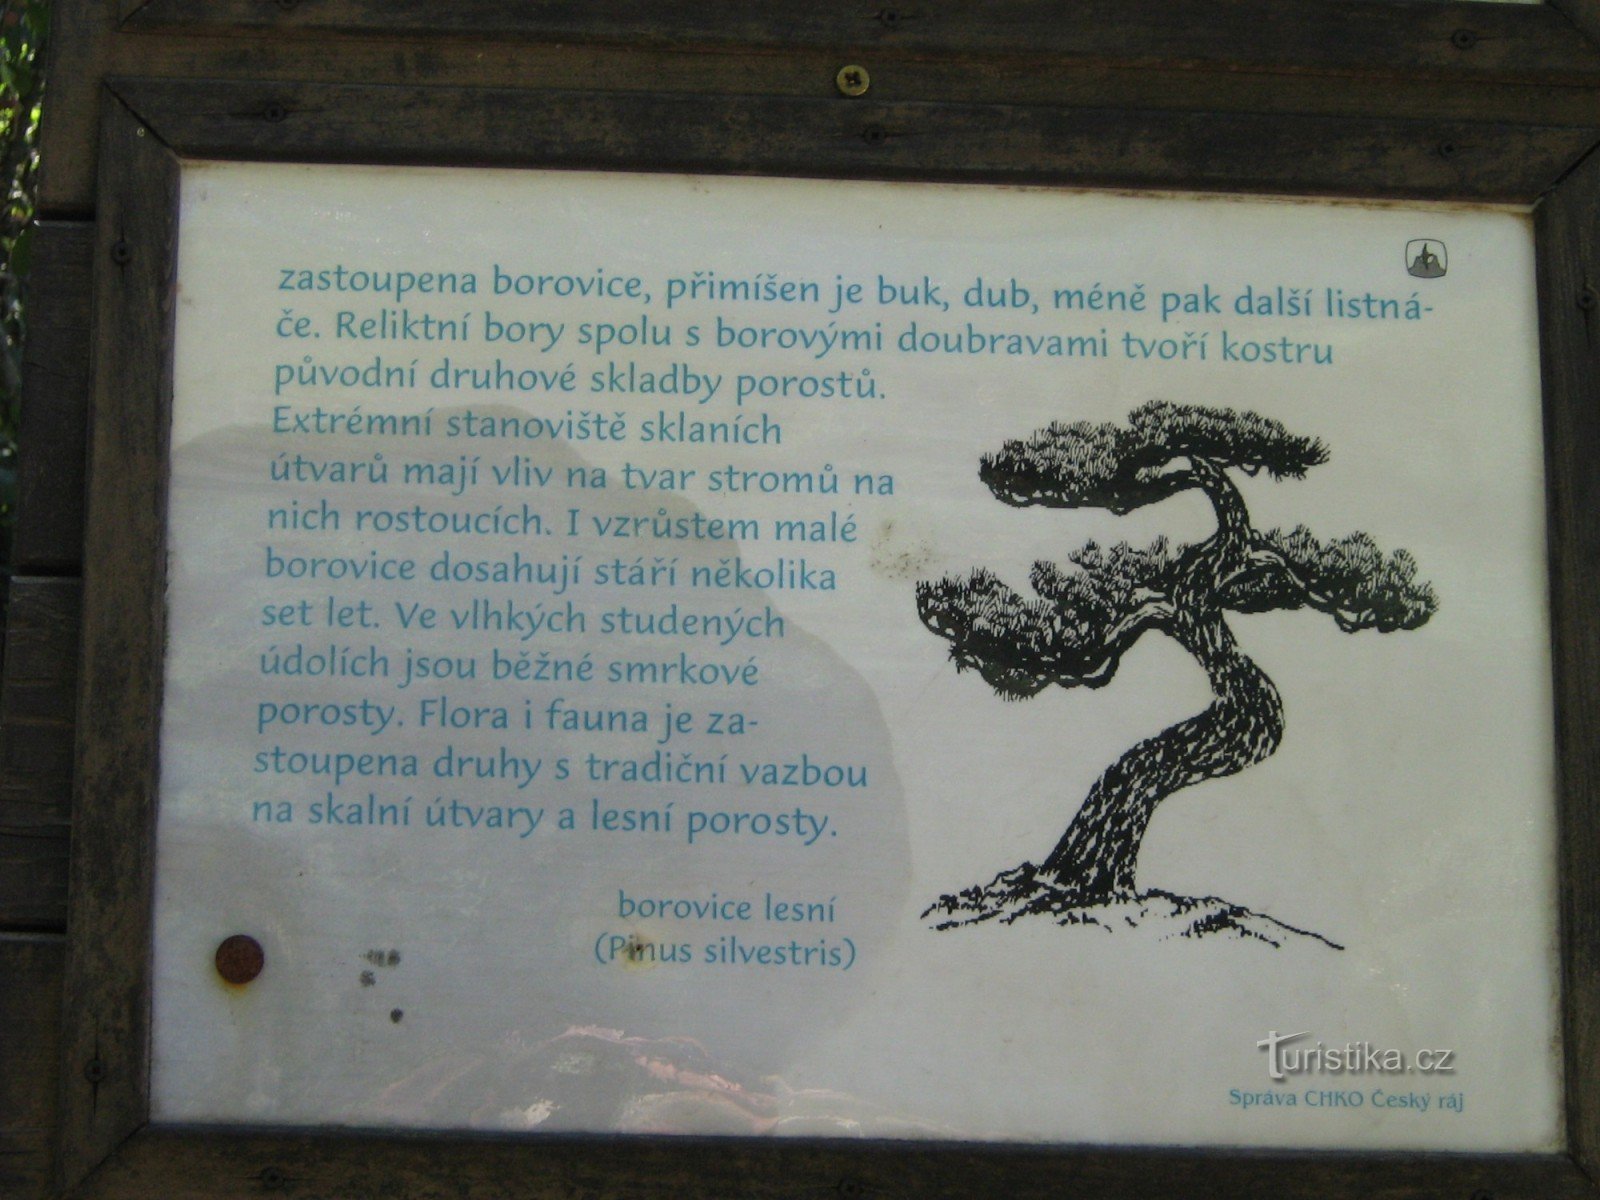 zastoupena borovice, přimíšen je buk, dub, méně pak další listná-
če. Reliktní bory spolu s borovými doubravami tvoří kostru
původní druhové skladby porostů.
Extrémní stanoviště sklaních
útvarů mají vliv na tvar stromů na
nich rostoucích. I vzrůstem malé
borovice dosahují stáří několika
set let. Ve vlhkých studených
údolích jsou běžné smrkové
porosty. Flora i fauna je za-
stoupena druhy s tradiční vazbou
na skalní útvary a lesní porosty.
borovice lesní
(Pinus silvestris)
Turistika.cz
Správa CHKO Český ráj